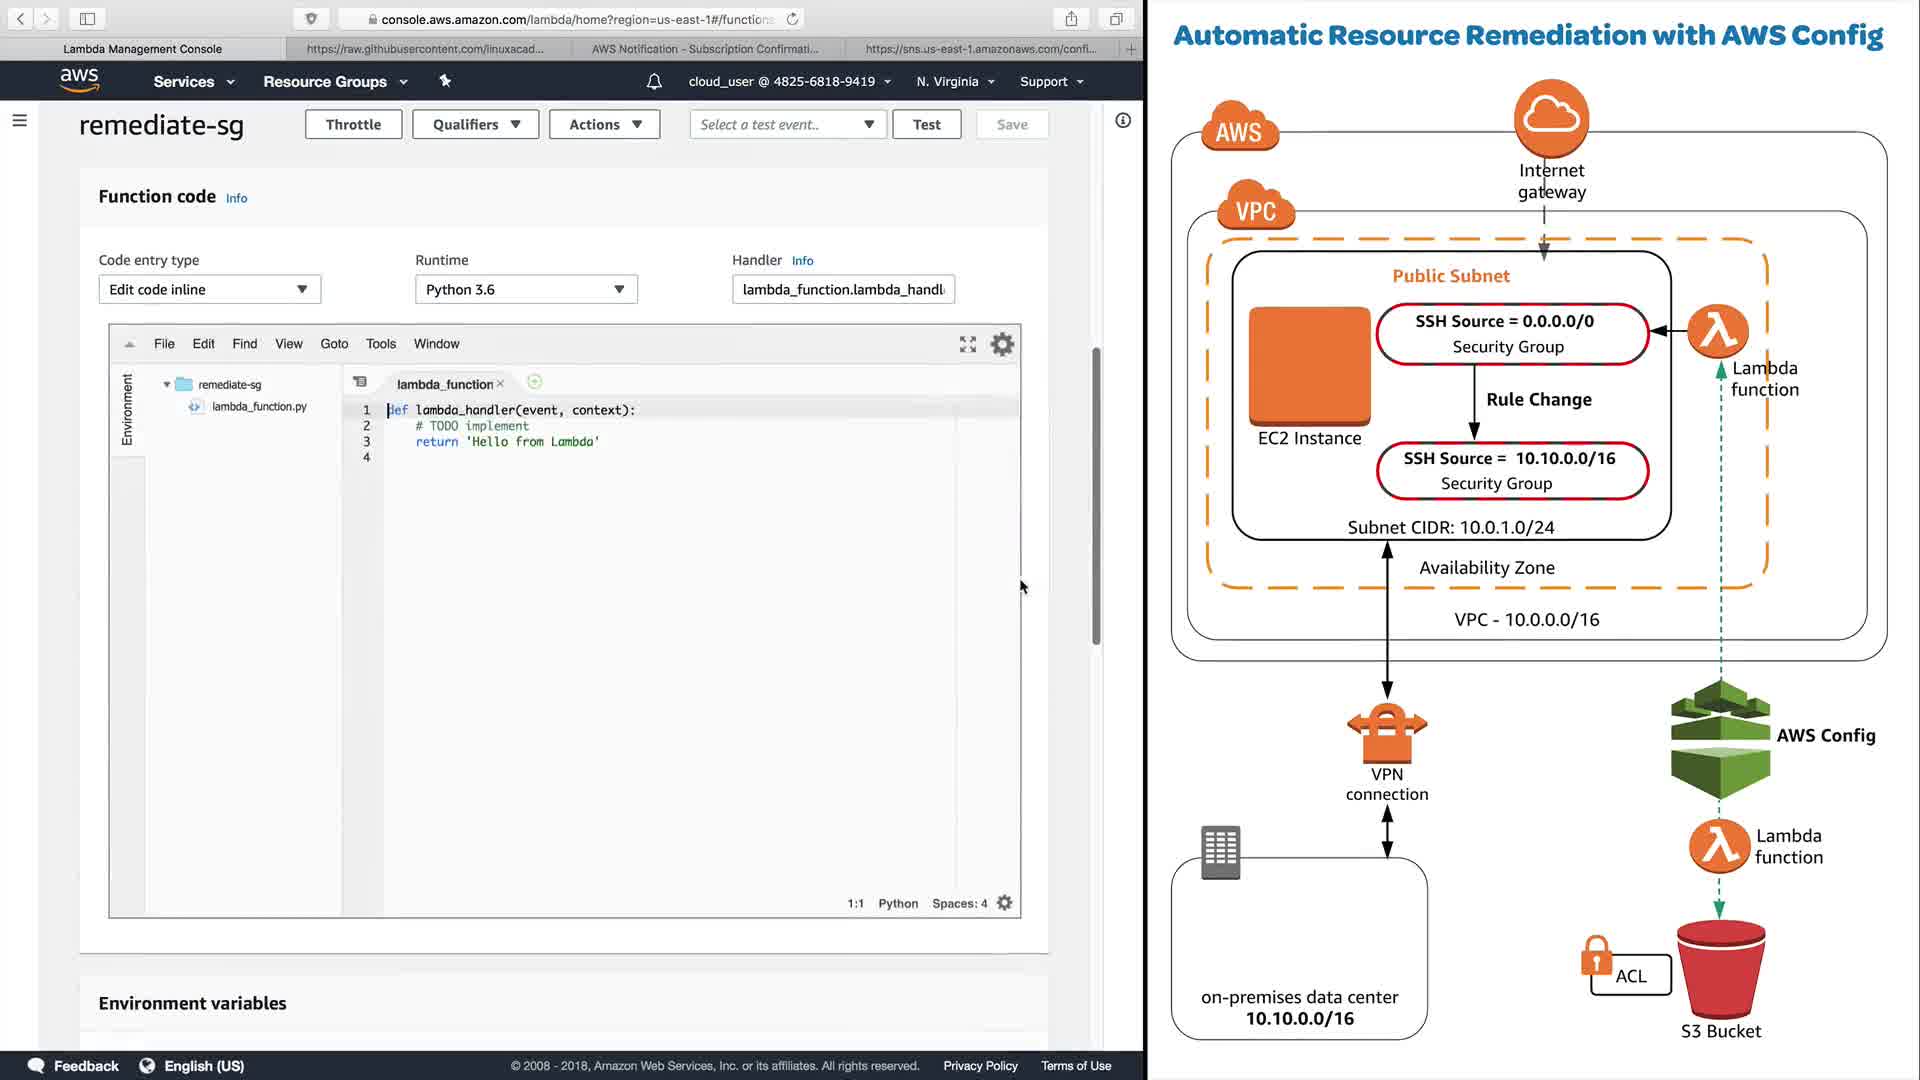 console.aws.amazon.com/lambda/home?region=us-east-1#/functions
Lambda Management Console
https://raw.githubusercontent.com/linuxacad...
AWS Notification - Subscription Confirmati...
https://sns.us-east-1.amazonaws.com/confi...
aws
Services
Resource Groups
cloud_user @ 4825-6818-9419
N. Virginia
Support
remediate-sg
Throttle
Qualifiers
Actions
Select a test event..
Test
Save
Function code
Info
Code entry type
Runtime
Handler
Info
Edit code inline
Python 3.6
lambda_function.lambda_handl
File
Edit
Find
View
Goto
Tools
Window
Environment
remediate-sg
lambda_function.py
lambda_function
1 def lambda_handler(event, context):
2 # TODO implement
3 return 'Hello from Lambda'
4
1:1
Python
Spaces: 4
Environment variables
Feedback
English (US)
© 2008 - 2018, Amazon Web Services, Inc. or its affiliates. All rights reserved.
Privacy Policy
Terms of Use
Automatic Resource Remediation with AWS Config
AWS
Internet
gateway
VPC
Public Subnet
SSH Source = 0.0.0.0/0
Security Group
Lambda
function
Rule Change
EC2 Instance
SSH Source = 10.10.0.0/16
Security Group
Subnet CIDR: 10.0.1.0/24
Availability Zone
VPC - 10.0.0.0/16
AWS Config
VPN
connection
Lambda
function
ACL
on-premises data center
10.10.0.0/16
S3 Bucket